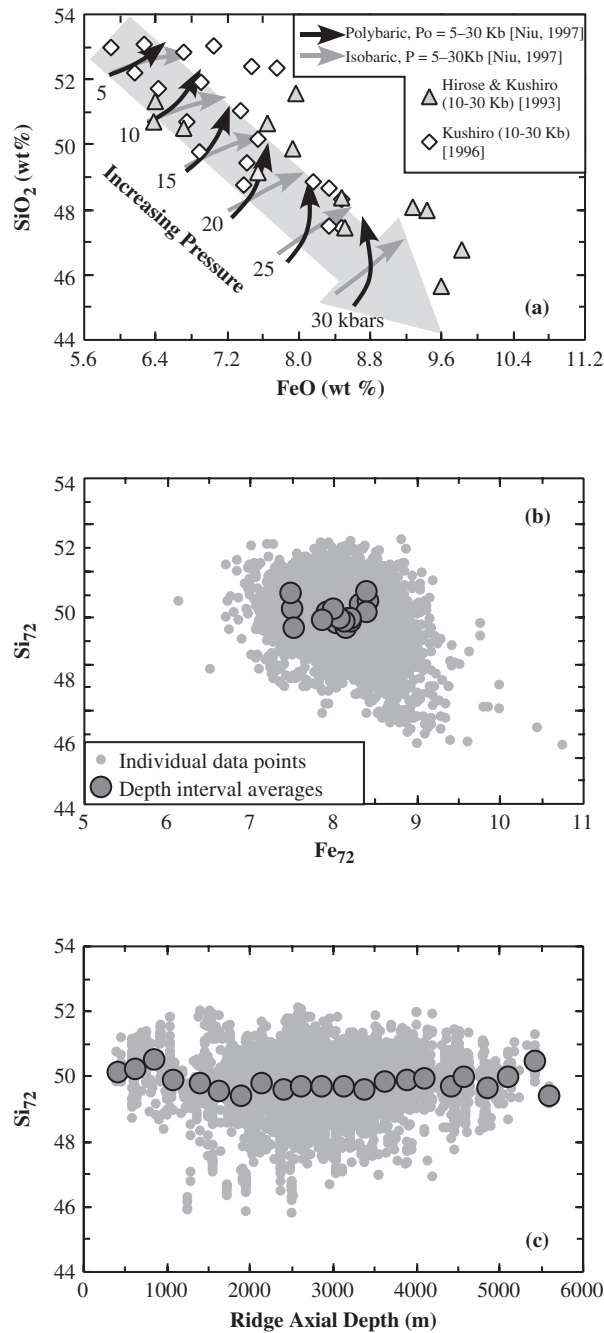 54
52
50
48
46
44
SiO2 (wt%)
Polybaric, Po = 5–30 Kb [Niu, 1997]
Isobaric, P = 5–30Kb [Niu, 1997]
Hirose & Kushiro
(10-30 Kb) [1993]
Kushiro (10-30 Kb)
[1996]
5
10
15
20
25
30 kbars
Increasing Pressure
(a)
5.6 6.4 7.2 8.0 8.8 9.6 10.4 11.2
FeO (wt %)
54
52
50
48
46
44
Si72
(b)
Individual data points
Depth interval averages
5 6 7 8 9 10 11
Fe72
54
52
50
48
46
44
Si72
(c)
0 1000 2000 3000 4000 5000 6000
Ridge Axial Depth (m)